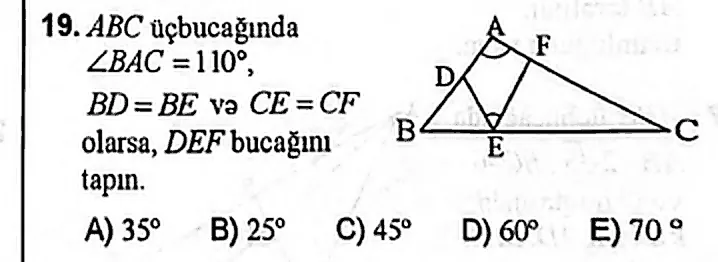 19. ABC üçbucağında
∠BAC = 110°,
BD = BE və CE = CF
olarsa, DEF bucağını
tapın.
A
F
D
B
E
C
A) 35° B) 25° C) 45° D) 60° E) 70°